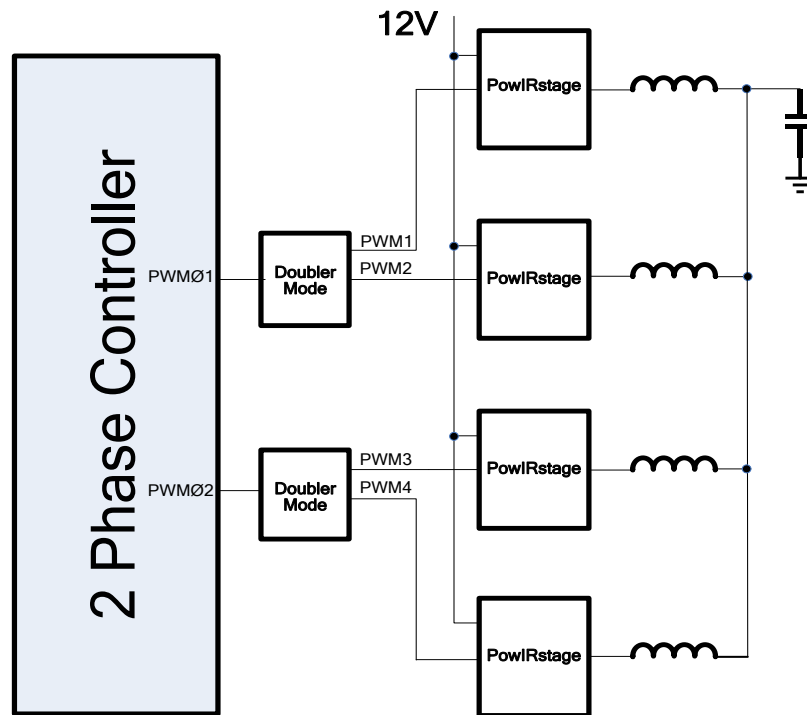 12V
PowIRstage
2 Phase Controller
PWMØ1
Doubler
Mode
PWM1
PWM2
PowIRstage
PWMØ2
Doubler
Mode
PWM3
PWM4
PowIRstage
PowIRstage